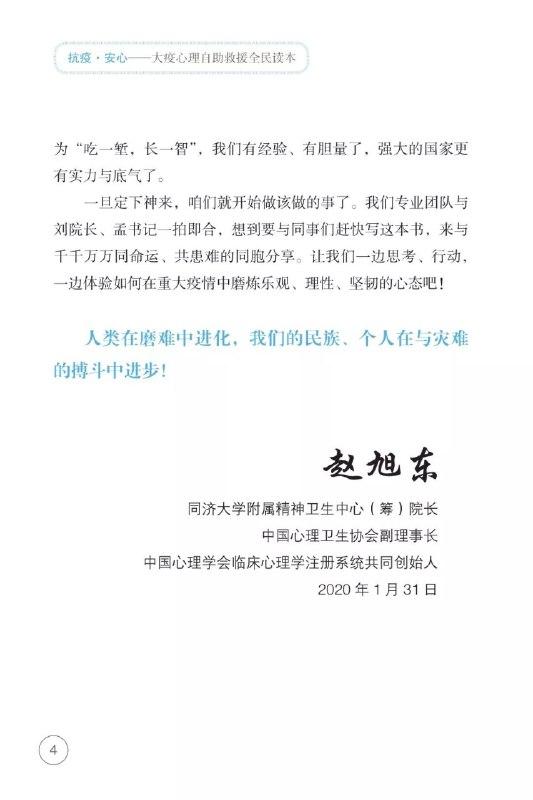 抗疫·安心——大疫心理自助救援全民读本
为“吃一堑，长一智”，我们有经验、有胆量了，强大的国家更
有实力与底气了。
一旦定下神来，咱们就开始做该做的事了。我们专业团队与
刘院长、孟书记一拍即合，想到要与同事们赶快写这本书，来与
千千万万同命运、共患难的同胞分享。让我们一边思考、行动，
一边体验如何在重大疫情中磨炼乐观、理性、坚韧的心态吧！
人类在磨难中进化，我们的民族、个人在与灾难
的搏斗中进步！
赵旭东
同济大学附属精神卫生中心（筹）院长
中国心理卫生协会副理事长
中国心理学会临床心理学注册系统共同创始人
2020年1月31日
4